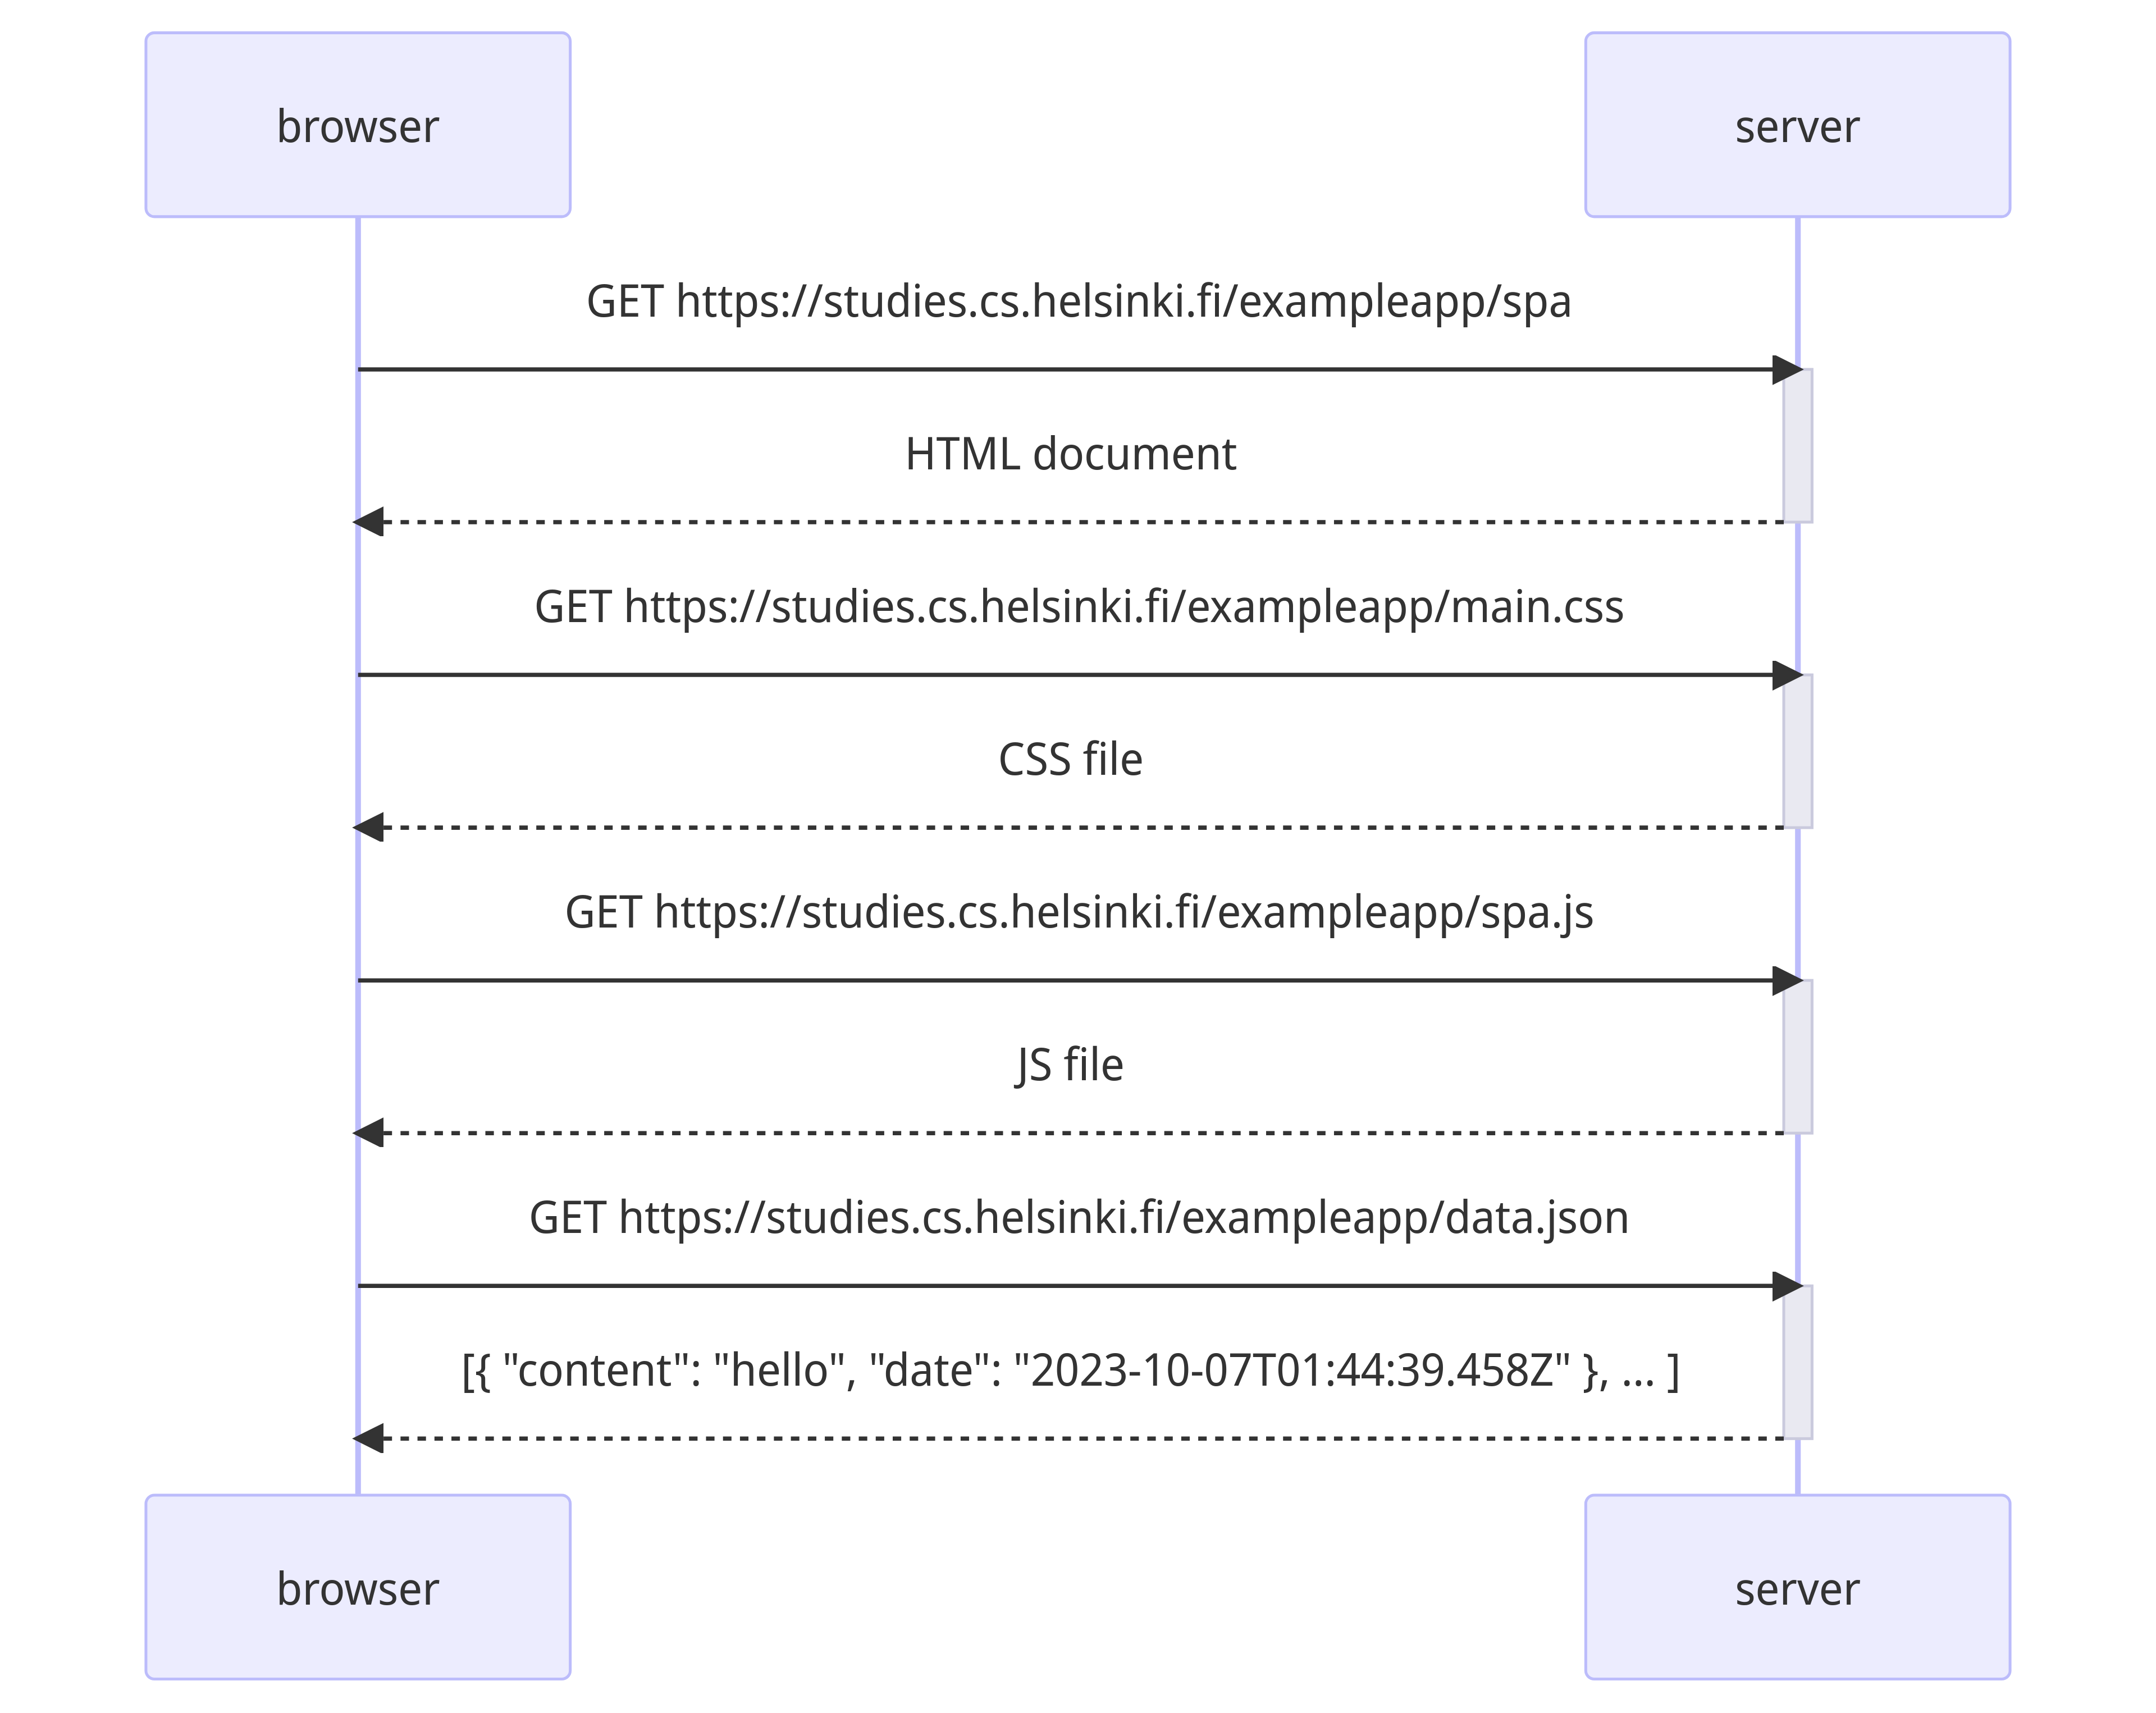 browser
server
GET https://studies.cs.helsinki.fi/exampleapp/spa
HTML document
GET https://studies.cs.helsinki.fi/exampleapp/main.css
CSS file
GET https://studies.cs.helsinki.fi/exampleapp/spa.js
JS file
GET https://studies.cs.helsinki.fi/exampleapp/data.json
[{ "content": "hello", "date": "2023-10-07T01:44:39.458Z" }, ... ]
browser
server